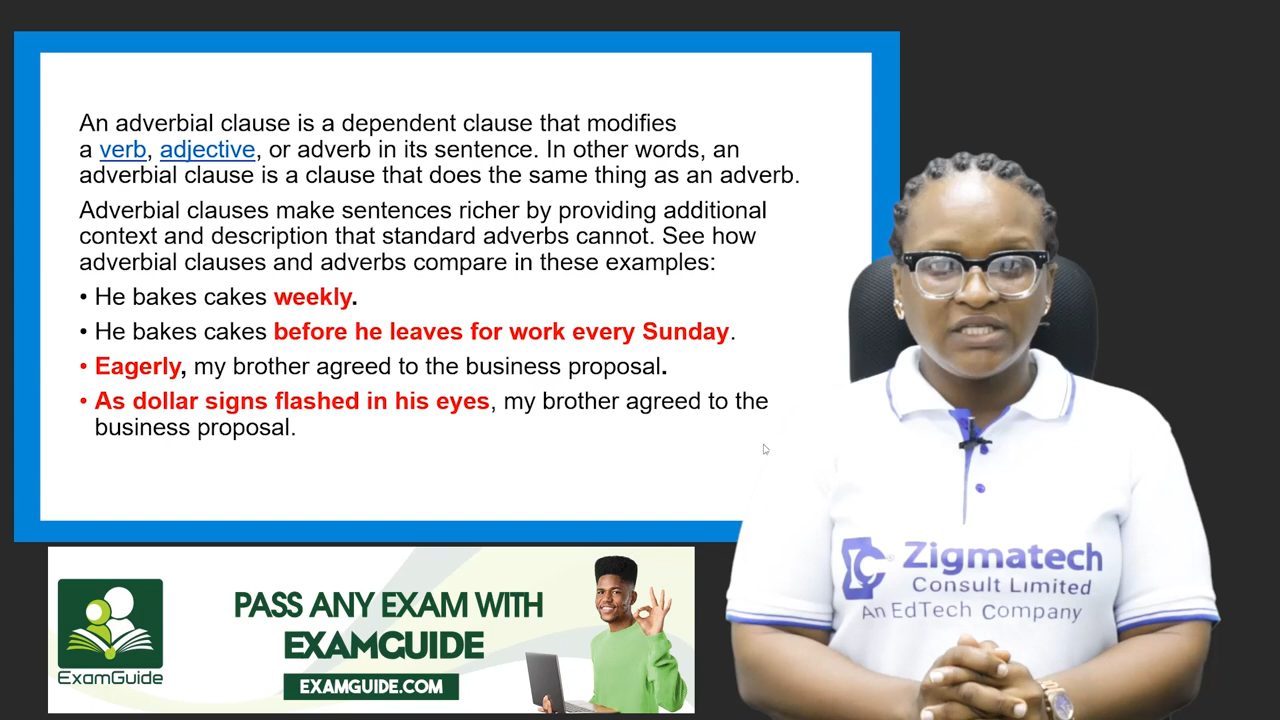 An adverbial clause is a dependent clause that modifies
a verb, adjective, or adverb in its sentence. In other words, an
adverbial clause is a clause that does the same thing as an adverb.
Adverbial clauses make sentences richer by providing additional
context and description that standard adverbs cannot. See how
adverbial clauses and adverbs compare in these examples:
• He bakes cakes weekly.
• He bakes cakes before he leaves for work every Sunday.
• Eagerly, my brother agreed to the business proposal.
• As dollar signs flashed in his eyes, my brother agreed to the
business proposal.
Zigmatech
Consult Limited
An EdTech Company
ExamGuide
PASS ANY EXAM WITH
EXAMGUIDE
EXAMGUIDE.COM